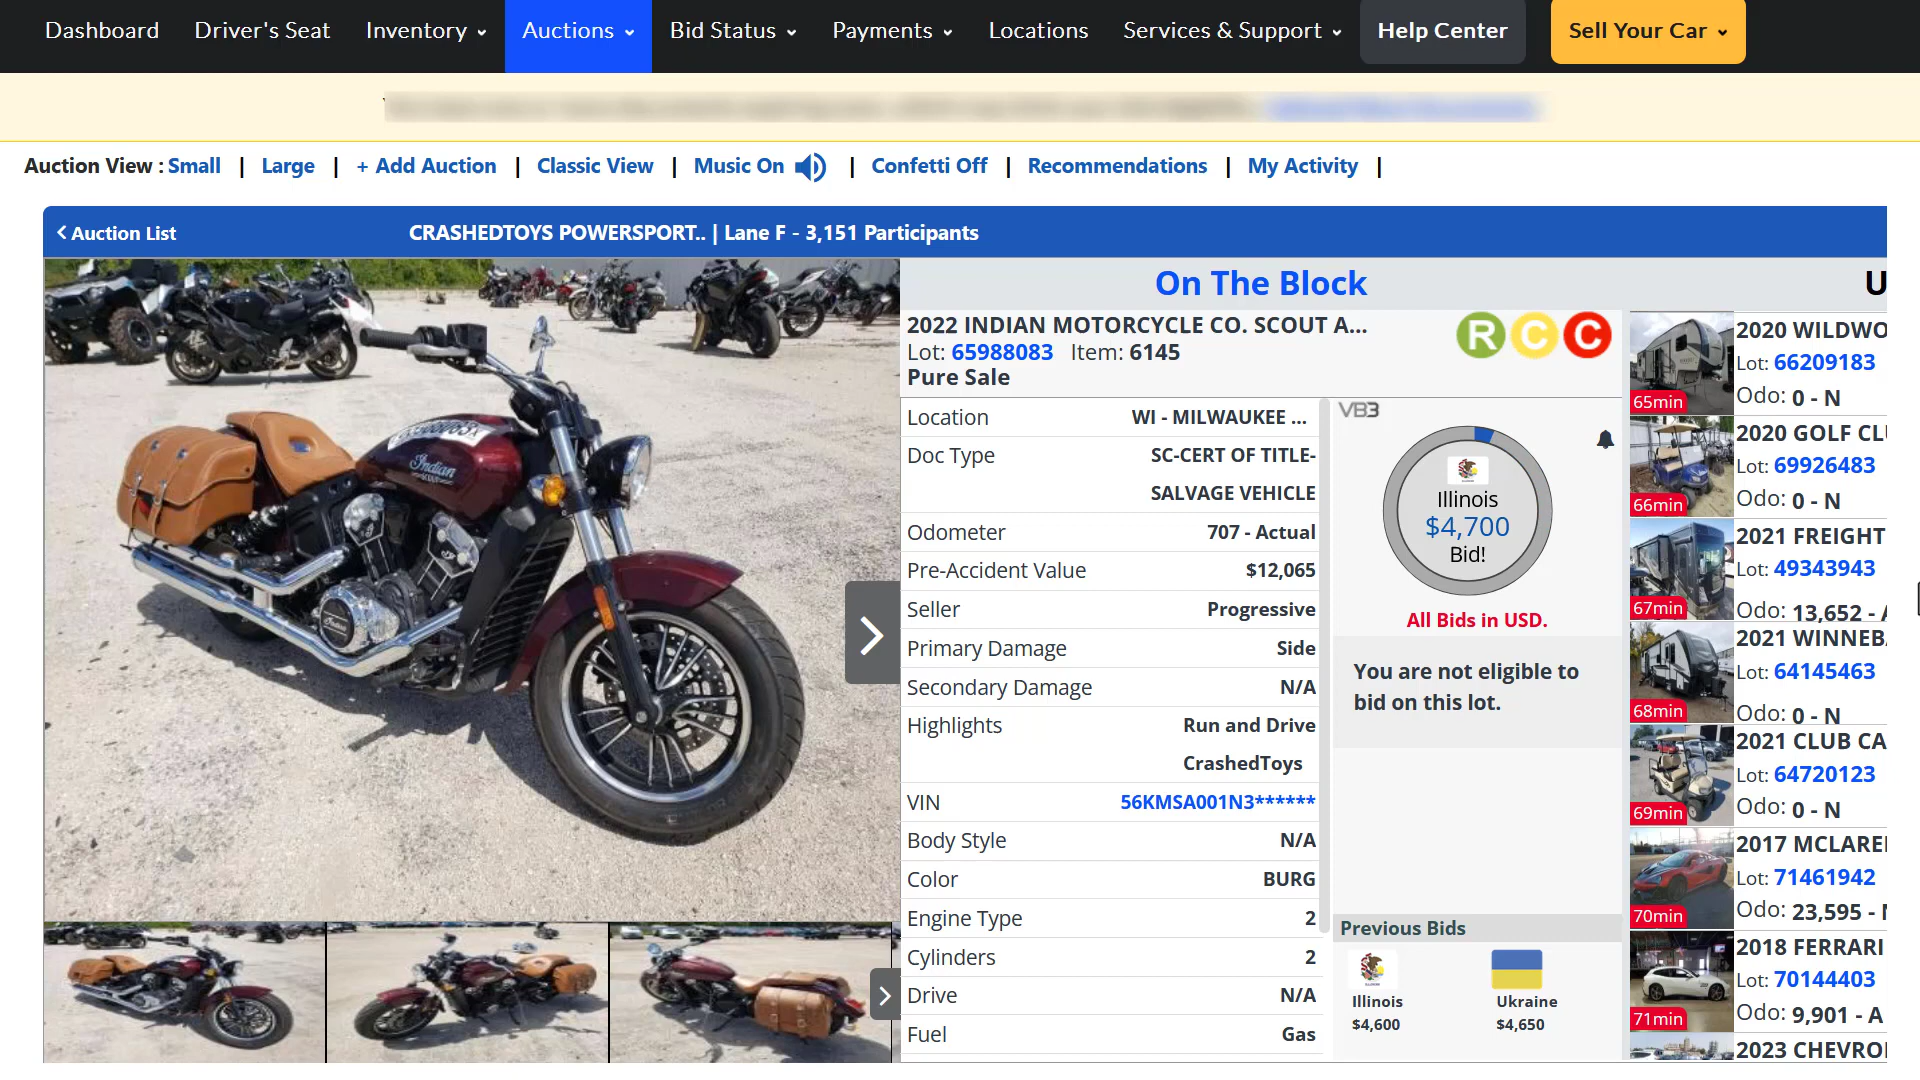 Dashboard Driver's Seat Inventory Auctions Bid Status Payments Locations Services & Support Help Center Sell Your Car
Auction View : Small | Large | + Add Auction | Classic View | Music On | Confetti Off | Recommendations | My Activity |
Auction List
CRASHEDTOYS POWERSPORT.. | Lane F - 3,151 Participants
On The Block
U
2022 INDIAN MOTORCYCLE CO. SCOUT A...
Lot: 65988083 Item: 6145
Pure Sale
R C C
Location WI - MILWAUKEE ...
Doc Type SC-CERT OF TITLE-
SALVAGE VEHICLE
Odometer 707 - Actual
Pre-Accident Value $12,065
Seller Progressive
Primary Damage Side
Secondary Damage N/A
Highlights Run and Drive
CrashedToys
VIN 56KMSA001N3******
Body Style N/A
Color BURG
Engine Type 2
Cylinders 2
Drive N/A
Fuel Gas
VB3
Illinois
$4,700
Bid!
All Bids in USD.
You are not eligible to
bid on this lot.
Previous Bids
Illinois
$4,600
Ukraine
$4,650
2020 WILDWO
Lot: 66209183
Odo: 0 - N
65min
2020 GOLF CLU
Lot: 69926483
Odo: 0 - N
66min
2021 FREIGHT
Lot: 49343943
Odo: 13,652 - A
67min
2021 WINNEBA
Lot: 64145463
Odo: 0 - N
68min
2021 CLUB CA
Lot: 64720123
Odo: 0 - N
69min
2017 MCLAREN
Lot: 71461942
Odo: 23,595 - N
70min
2018 FERRARI
Lot: 70144403
Odo: 9,901 - A
71min
2023 CHEVROL
Indian
SCOUT